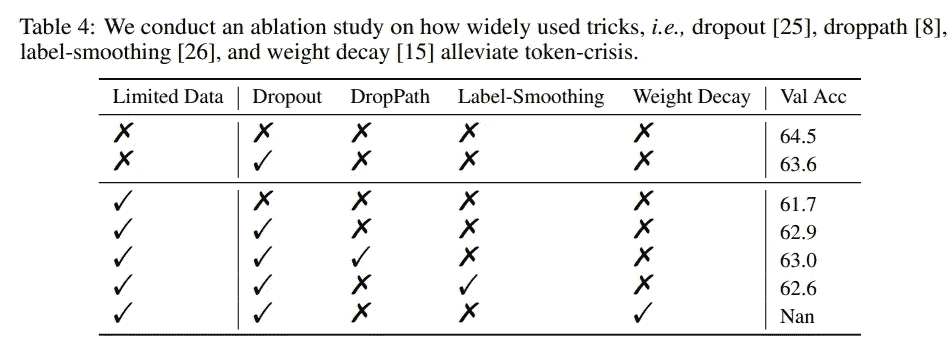 Table 4: We conduct an ablation study on how widely used tricks, i.e., dropout [25], droppath [8],
label-smoothing [26], and weight decay [15] alleviate token-crisis.
Limited Data Dropout DropPath Label-Smoothing Weight Decay Val Acc
✗ ✗ ✗ ✗ ✗ 64.5
✗ ✓ ✗ ✗ ✗ 63.6
✓ ✗ ✗ ✗ ✗ 61.7
✓ ✓ ✗ ✗ ✗ 62.9
✓ ✓ ✓ ✗ ✗ 63.0
✓ ✓ ✗ ✓ ✗ 62.6
✓ ✓ ✗ ✗ ✓ Nan